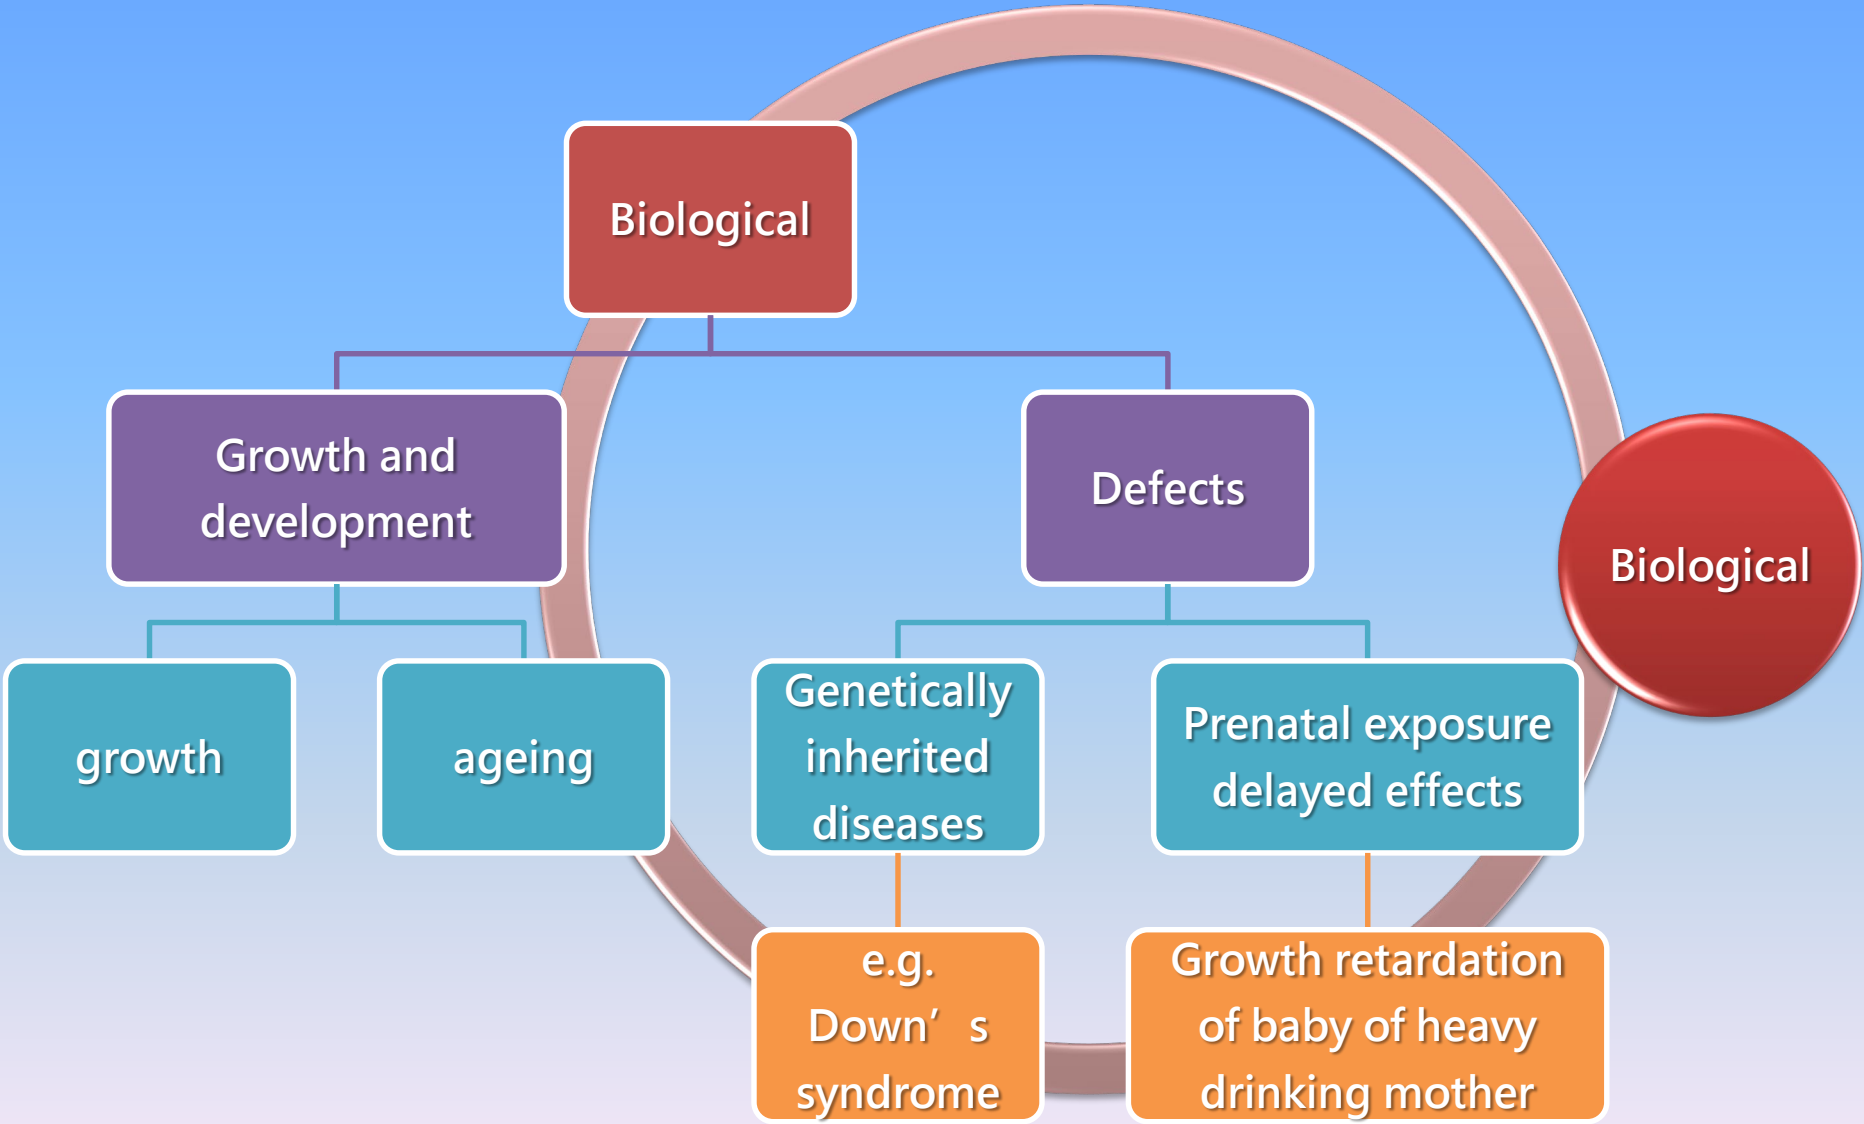 Biological
Growth and
development
Defects
Biological
growth
ageing
Genetically
inherited
diseases
Prenatal exposure
delayed effects
e.g.
Down’s
syndrome
Growth retardation
of baby of heavy
drinking mother